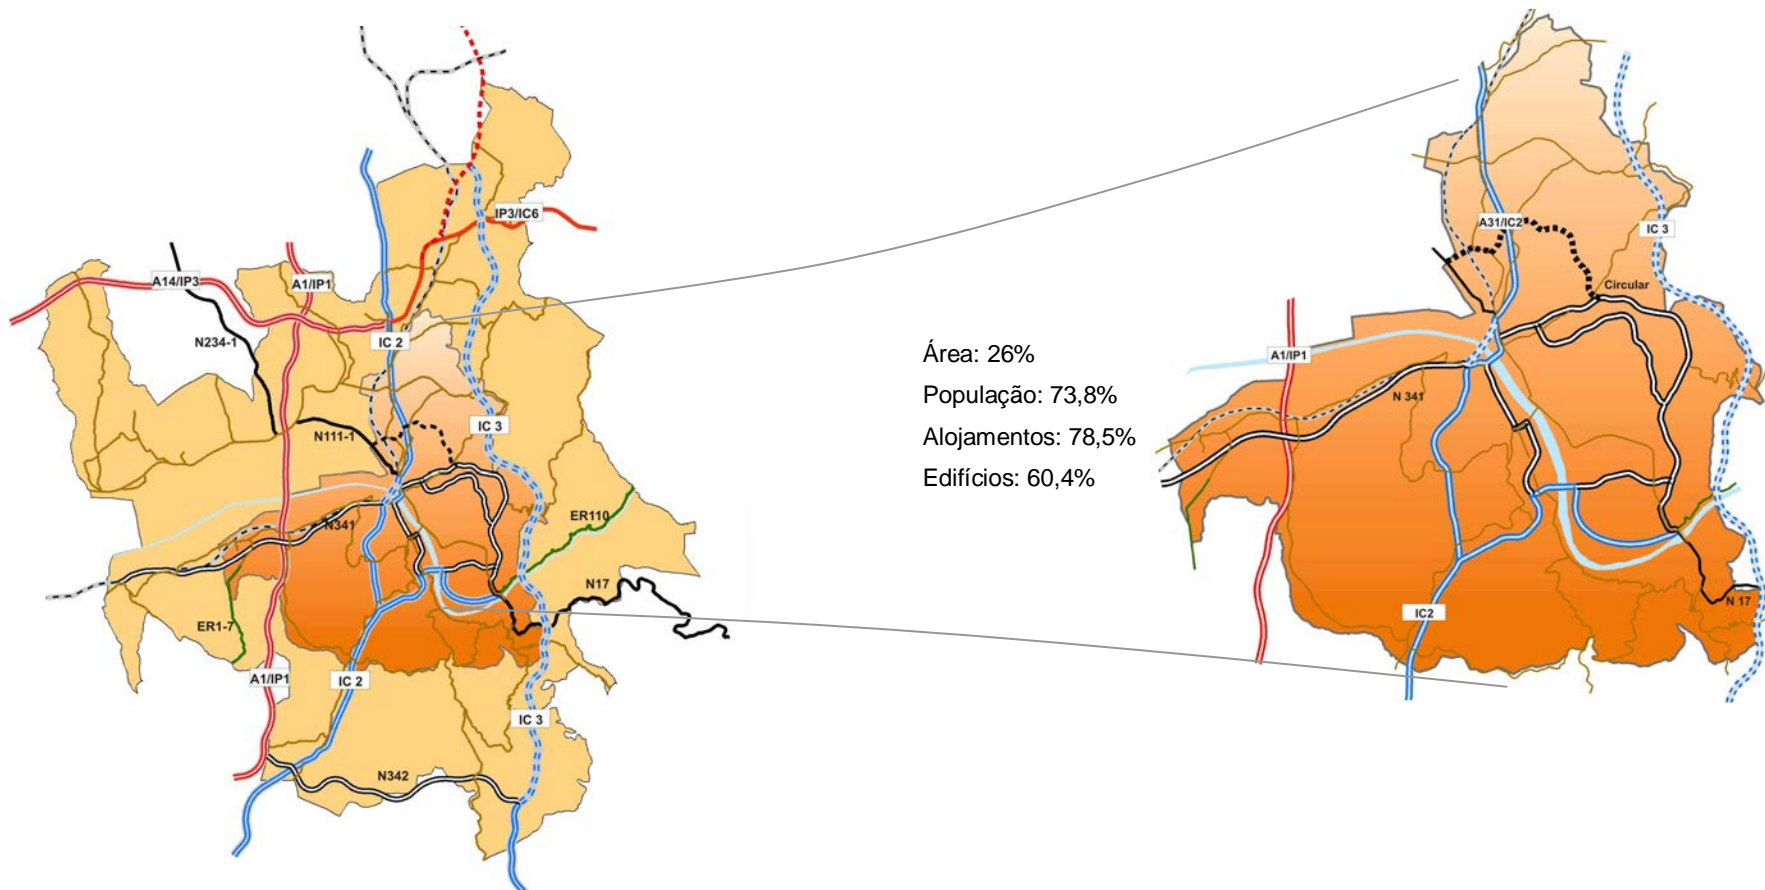 IP3/IC6
A14/IP3
A1/IP1
N234-1
IC 2
IC 3
N111-1
N341
ER110
N17
ER1-7
A1/IP1
IC 2
IC 3
N342
Área: 26%
População: 73,8%
Alojamentos: 78,5%
Edifícios: 60,4%
A31/IC2
IC 3
Circular
A1/IP1
N 341
IC2
N 17